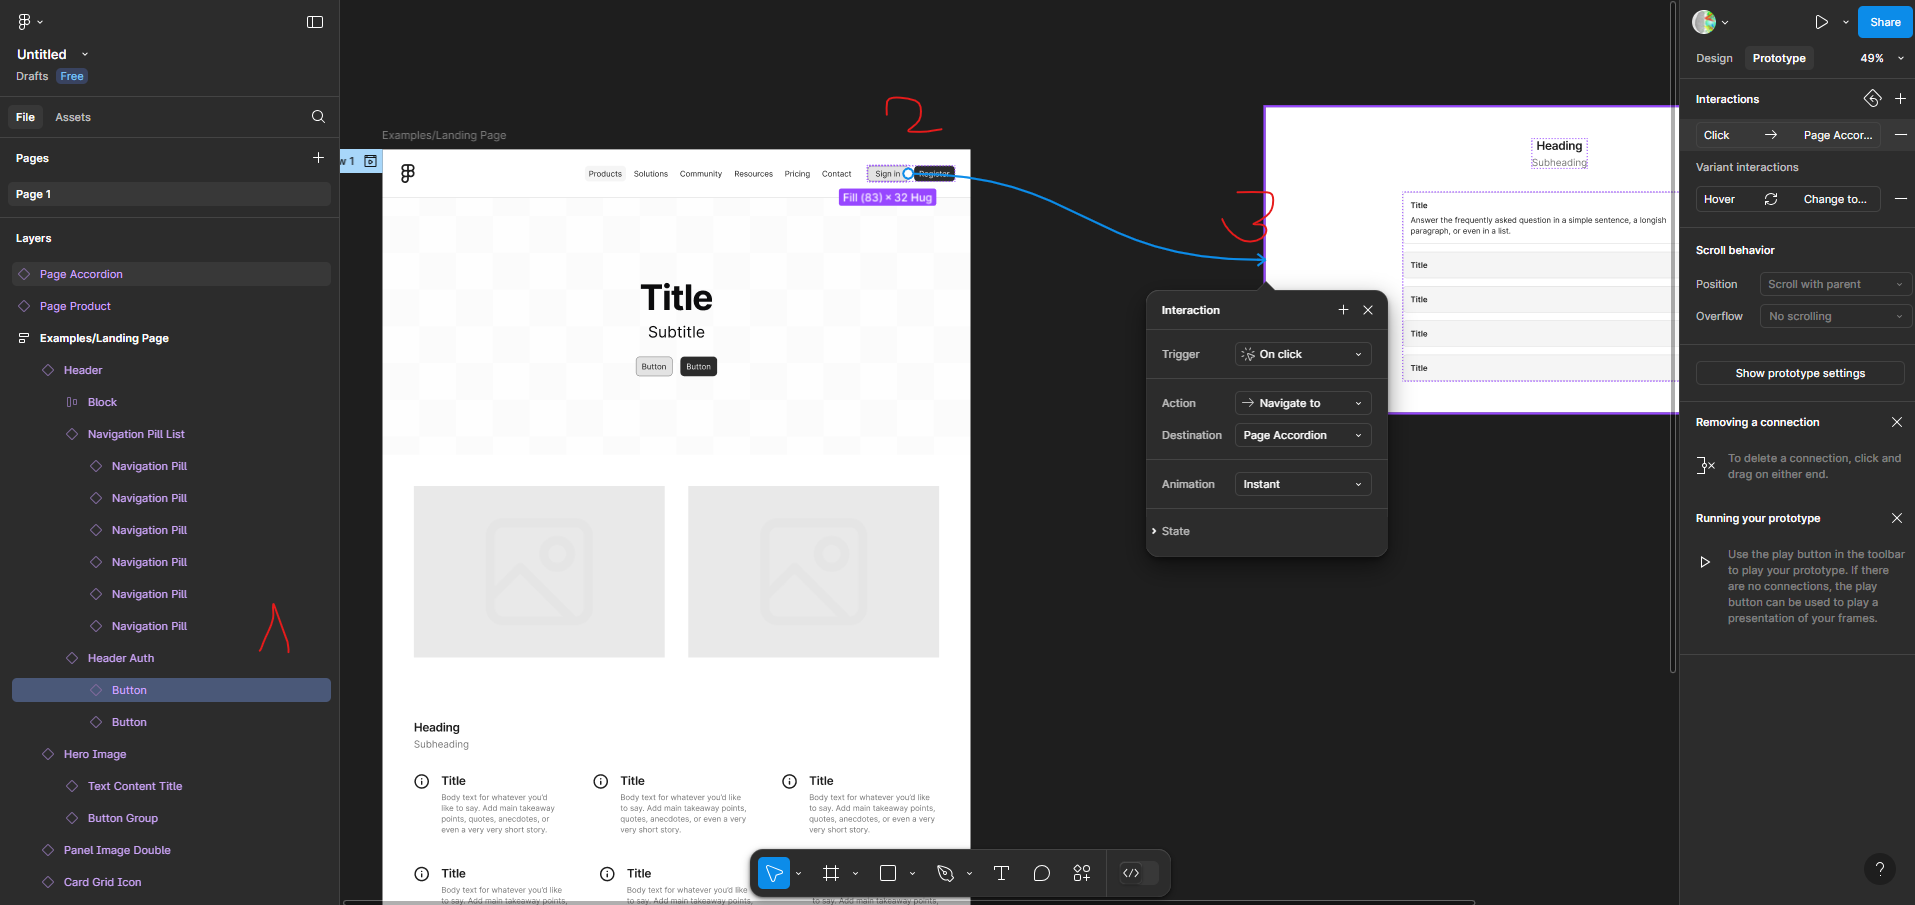 Untitled
Drafts Free
File Assets
Pages
Page 1
Layers
Page Accordion
Page Product
Examples/Landing Page
Header
Block
Navigation Pill List
Navigation Pill
Navigation Pill
Navigation Pill
Navigation Pill
Navigation Pill
Navigation Pill
1
Header Auth
Button
Button
Hero Image
Text Content Title
Button Group
Panel Image Double
Card Grid Icon
Examples/Landing Page
2
w 1
Products Solutions Community Resources Pricing Contact Sign in Register
Fill (83) × 32 Hug
Title
Subtitle
Button Button
Heading
Subheading
Title
Body text for whatever you'd
like to say. Add main takeaway
points, quotes, anecdotes, or
even a very very short story.
Title
Body text for whatever you'd like
to say. Add main takeaway points,
quotes, anecdotes, or even a very
very short story.
Title
Body text for whatever you'd like
to say. Add main takeaway points,
quotes, anecdotes, or even a very
very short story.
Title
Body text for whatever you'd
like to say. Add main takeaway
Title
Body text for whatever you'd like
to say. Add main takeaway points,
Body text for whatever you'd like
to say. Add main takeaway points,
3
Heading
Subheading
Title
Answer the frequently asked question in a simple sentence, a longish
paragraph, or even in a list.
Title
Title
Title
Title
Interaction
Trigger On click
Action Navigate to
Destination Page Accordion
Animation Instant
State
Share
Design Prototype 49%
Interactions
Click Page Accor...
Variant interactions
Hover Change to...
Scroll behavior
Position Scroll with parent
Overflow No scrolling
Show prototype settings
Removing a connection
To delete a connection, click and
drag on either end.
Running your prototype
Use the play button in the toolbar
to play your prototype. If there
are no connections, the play
button can be used to play a
presentation of your frames.
?